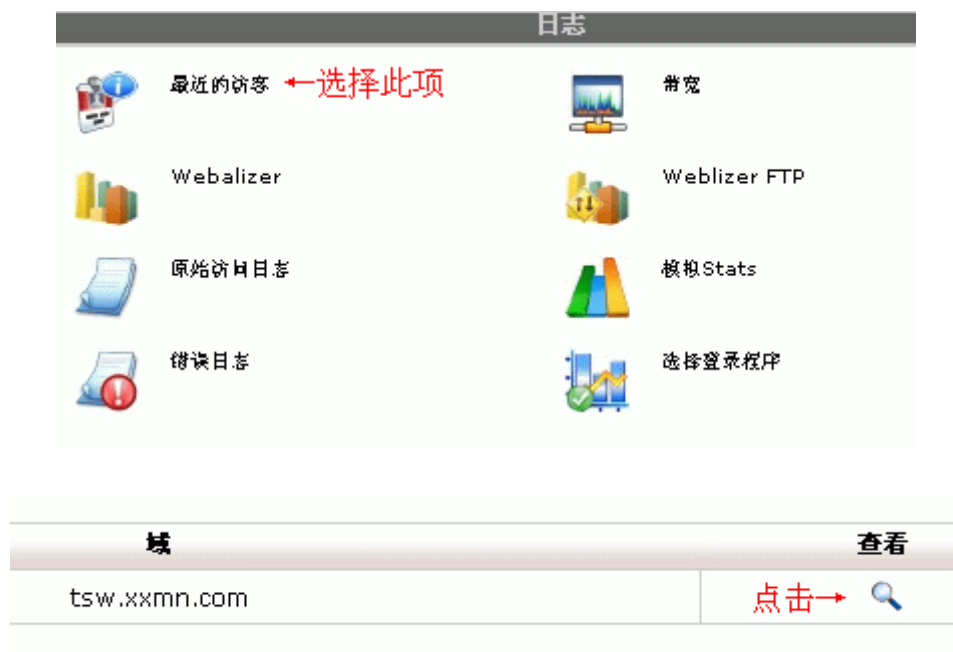 日志
最近的访客 ←选择此项
带宽
Webalizer
Weblizer FTP
原始访问日志
模拟Stats
错误日志
选择登录程序
域
查看
tsw.xxmn.com
点击→